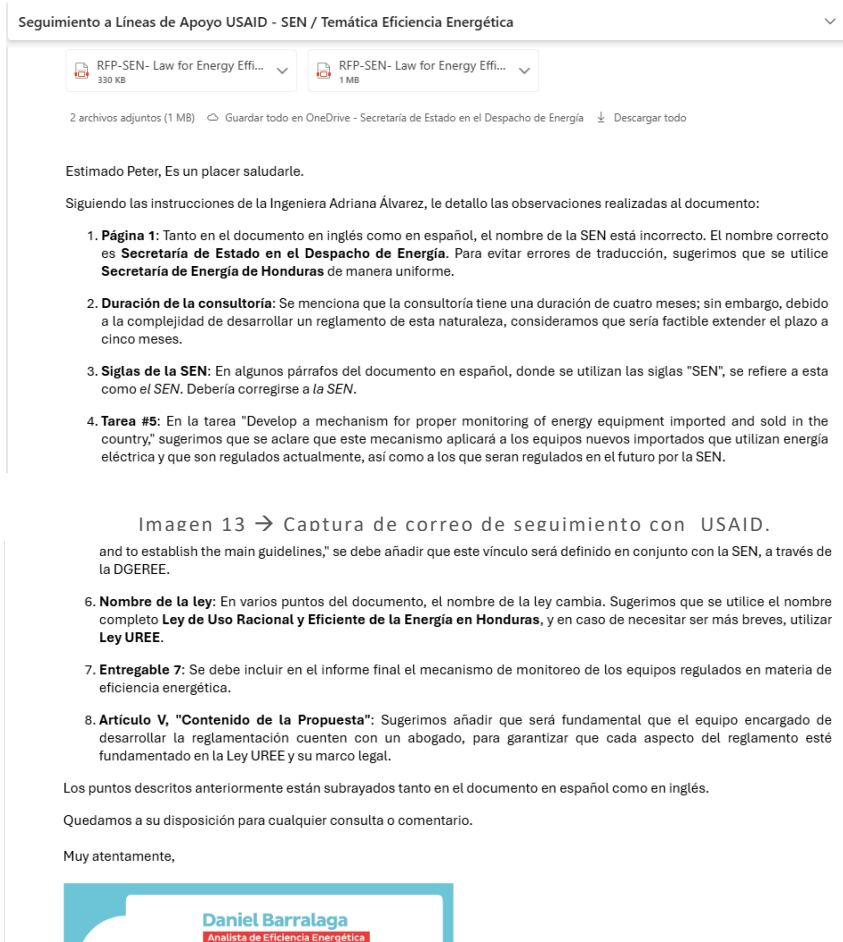 Seguimiento a Líneas de Apoyo USAID - SEN / Temática Eficiencia Energética
RFP-SEN- Law for Energy Effi...
330 KB
RFP-SEN- Law for Energy Effi...
1 MB
2 archivos adjuntos (1 MB) Guardar todo en OneDrive - Secretaría de Estado en el Despacho de Energía Descargar todo
Estimado Peter, Es un placer saludarle.
Siguiendo las instrucciones de la Ingeniera Adriana Álvarez, le detallo las observaciones realizadas al documento:
1. Página 1: Tanto en el documento en inglés como en español, el nombre de la SEN está incorrecto. El nombre correcto
es Secretaría de Estado en el Despacho de Energía. Para evitar errores de traducción, sugerimos que se utilice
Secretaría de Energía de Honduras de manera uniforme.
2. Duración de la consultoría: Se menciona que la consultoría tiene una duración de cuatro meses; sin embargo, debido
a la complejidad de desarrollar un reglamento de esta naturaleza, consideramos que sería factible extender el plazo a
cinco meses.
3. Siglas de la SEN: En algunos párrafos del documento en español, donde se utilizan las siglas "SEN", se refiere a esta
como el SEN. Debería corregirse a la SEN.
4. Tarea #5: En la tarea "Develop a mechanism for proper monitoring of energy equipment imported and sold in the
country," sugerimos que se aclare que este mecanismo aplicará a los equipos nuevos importados que utilizan energía
eléctrica y que son regulados actualmente, así como a los que seran regulados en el futuro por la SEN.
Imagen 13 → Captura de correo de seguimiento con USAID.
and to establish the main guidelines," se debe añadir que este vínculo será definido en conjunto con la SEN, a través de
la DGEREE.
6. Nombre de la ley: En varios puntos del documento, el nombre de la ley cambia. Sugerimos que se utilice el nombre
completo Ley de Uso Racional y Eficiente de la Energía en Honduras, y en caso de necesitar ser más breves, utilizar
Ley UREE.
7. Entregable 7: Se debe incluir en el informe final el mecanismo de monitoreo de los equipos regulados en materia de
eficiencia energética.
8. Artículo V, "Contenido de la Propuesta": Sugerimos añadir que será fundamental que el equipo encargado de
desarrollar la reglamentación cuenten con un abogado, para garantizar que cada aspecto del reglamento esté
fundamentado en la Ley UREE y su marco legal.
Los puntos descritos anteriormente están subrayados tanto en el documento en español como en inglés.
Quedamos a su disposición para cualquier consulta o comentario.
Muy atentamente,
Daniel Barralaga
Analista de Eficiencia Energética